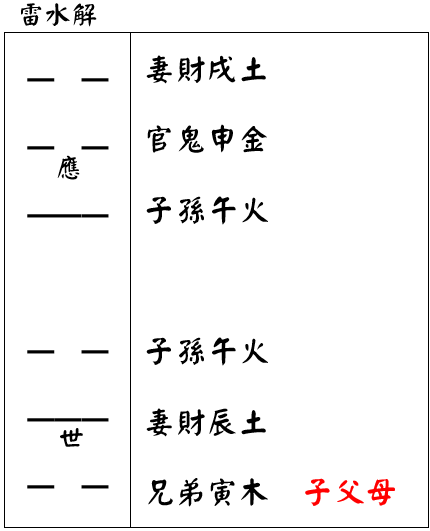 雷水解
妻財戌土
官鬼申金
應
子孫午火
子孫午火
妻財辰土
世
兄弟寅木 子父母